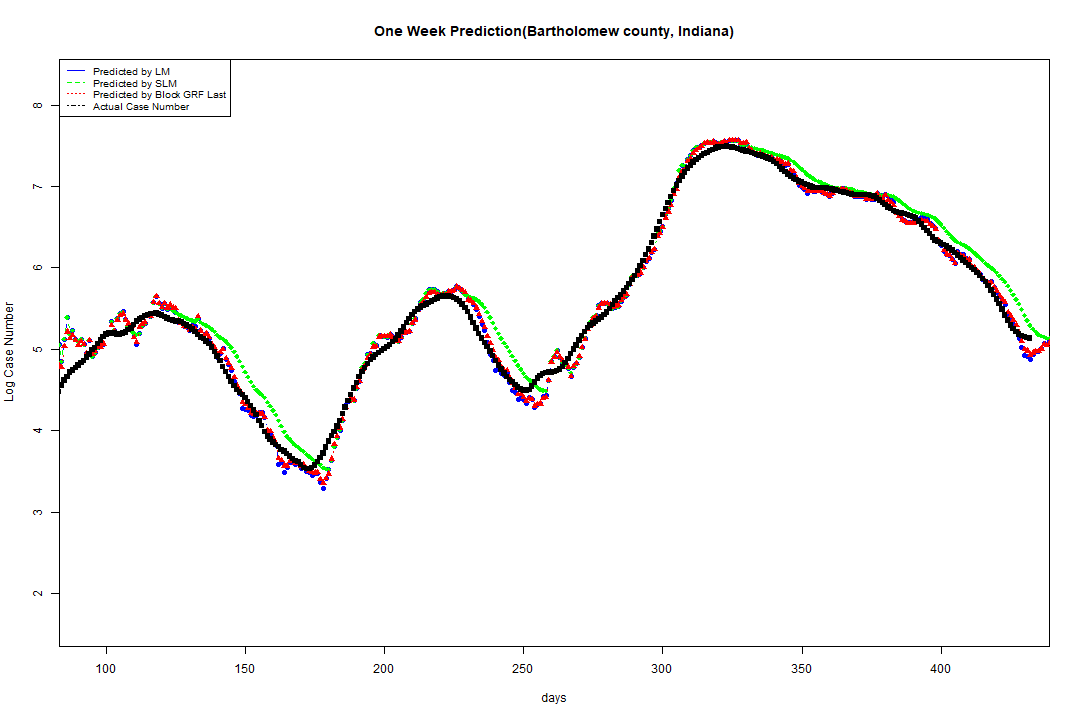 One Week Prediction(Bartholomew county, Indiana)
Predicted by LM
Predicted by SLM
Predicted by Block GRF Last
Actual Case Number
8
7
6
5
4
3
2
Log Case Number
100 150 200 250 300 350 400
days